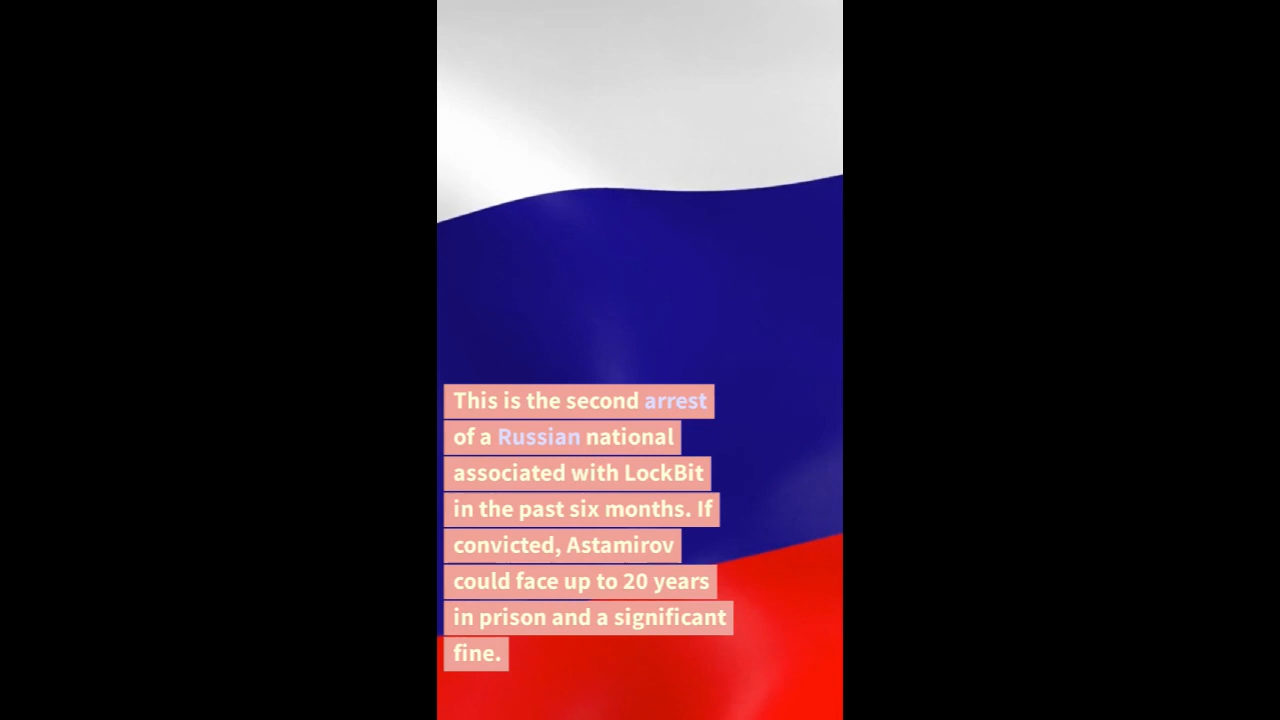 This is the second arrest
of a Russian national
associated with LockBit
in the past six months. If
convicted, Astamirov
could face up to 20 years
in prison and a significant
fine.